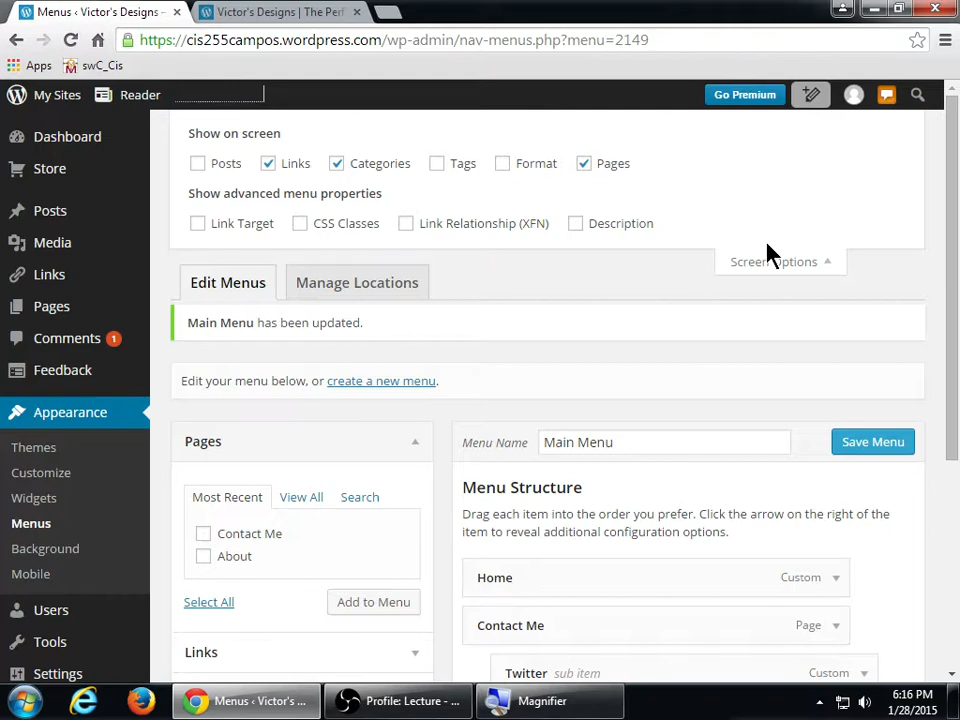 Menus ‹ Victor's Designs –
Victor's Designs | The Perf
https://cis255campos.wordpress.com/wp-admin/nav-menus.php?menu=2149
Apps swC_Cis
My Sites Reader Go Premium
Dashboard
Store
Posts
Media
Links
Pages
Comments 1
Feedback
Appearance
Themes
Customize
Widgets
Menus
Background
Mobile
Users
Tools
Settings
Show on screen
Posts Links Categories Tags Format Pages
Show advanced menu properties
Link Target CSS Classes Link Relationship (XFN) Description
Screen Options
Edit Menus Manage Locations
Main Menu has been updated.
Edit your menu below, or create a new menu.
Pages
Most Recent View All Search
Contact Me
About
Select All Add to Menu
Links
Menu Name Main Menu Save Menu
Menu Structure
Drag each item into the order you prefer. Click the arrow on the right of the
item to reveal additional configuration options.
Home Custom
Contact Me Page
Twitter sub item Custom
Menus ‹ Victor's ... Profile: Lecture - ... Magnifier
6:16 PM
1/28/2015